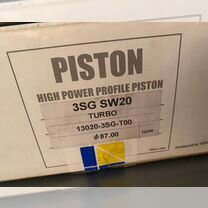 PISTON
HIGH POWER PROFILE PISTON
3SG SW20
TURBO
13020-3SG-T00
φ87.00